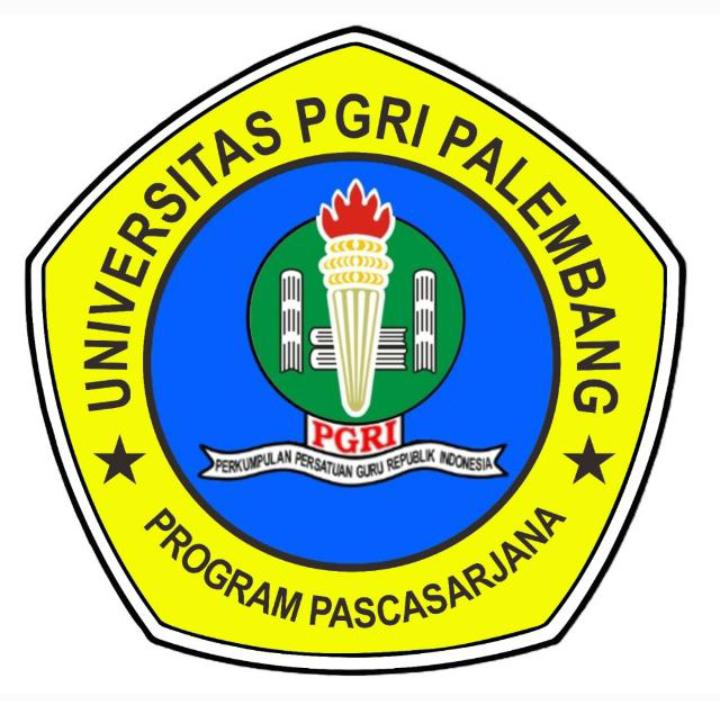 UNIVERSITAS PGRI PALEMBANG
PGRI
PERKUMPULAN PERSATUAN GURU REPUBLIK INDONESIA
PROGRAM PASCASARJANA